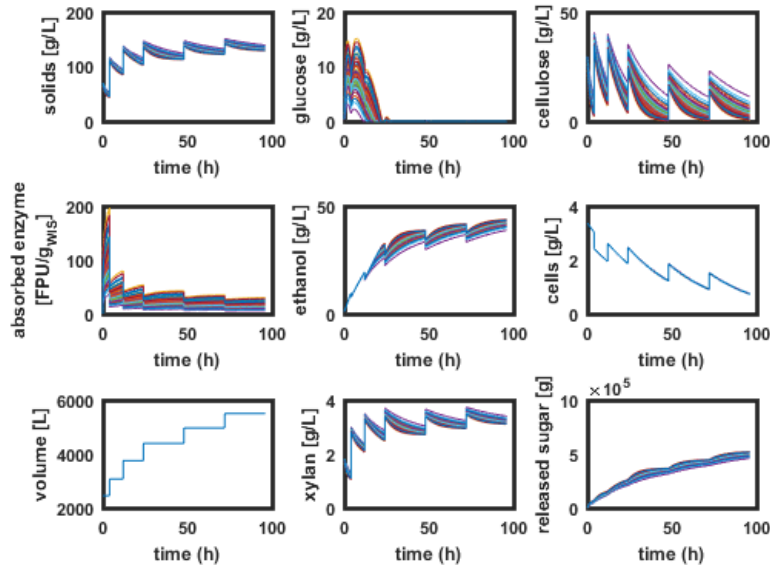 solids [g/L]
200
100
0
0 50 100
time (h)
glucose [g/L]
20
10
0
0 50 100
time (h)
cellulose [g/L]
50
0
0 50 100
time (h)
absorbed enzyme
[FPU/gWIS]
200
100
0
0 50 100
time (h)
ethanol [g/L]
50
0
0 50 100
time (h)
cells [g/L]
4
2
0
0 50 100
time (h)
volume [L]
6000
4000
2000
0 50 100
time (h)
xylan [g/L]
4
2
0
0 50 100
time (h)
released sugar [g]
×10⁵
10
5
0
0 50 100
time (h)